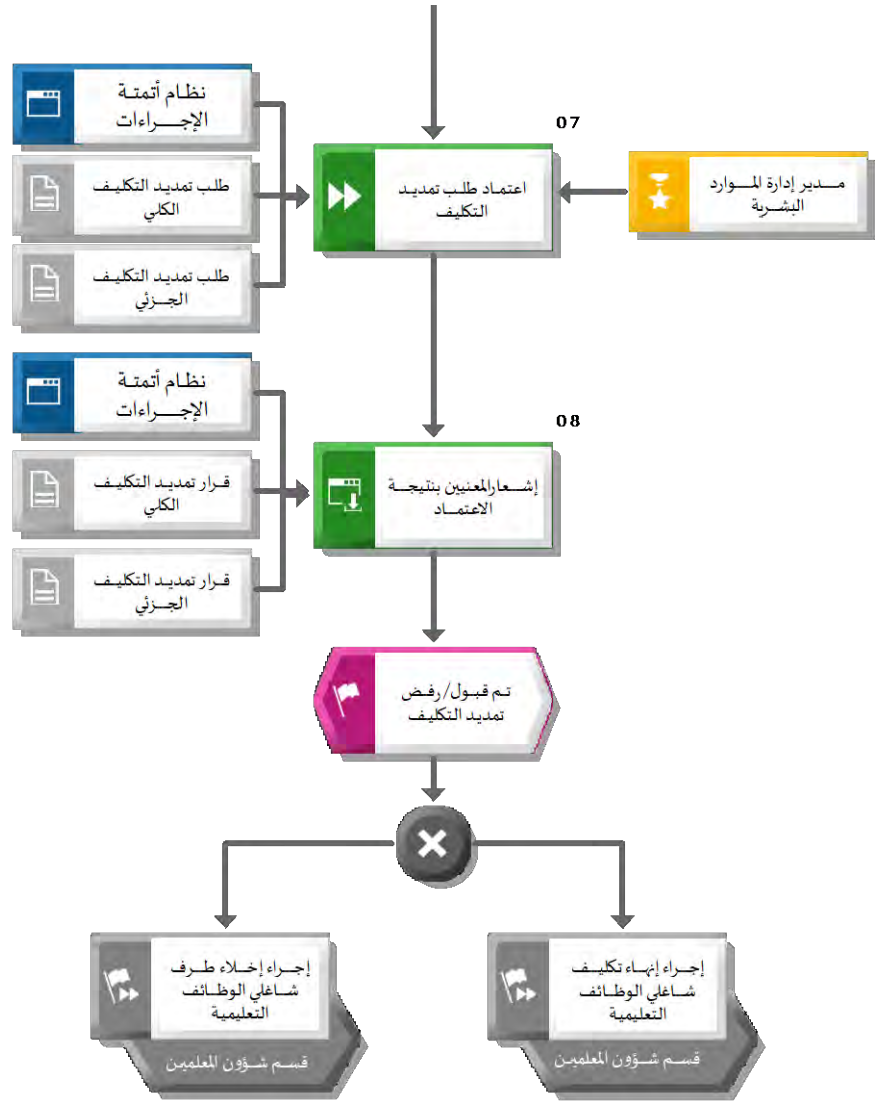 نظام أتمتة
الإجراءات
07
طلب تمديد التكليف
الكلي
اعتماد طلب تمديد
التكليف
مدير إدارة الموارد
البشرية
طلب تمديد التكليف
الجزئي
نظام أتمتة
الإجراءات
08
قرار تمديد التكليف
الكلي
إشعار المعنيين بنتيجة
الاعتماد
قرار تمديد التكليف
الجزئي
تم قبول/رفض
تمديد التكليف
إجراء إنهاء تكليف
شاغلي الوظائف
التعليمية
قسم شؤون المعلمين
إجراء إخلاء طرف
شاغلي الوظائف
التعليمية
قسم شؤون المعلمين